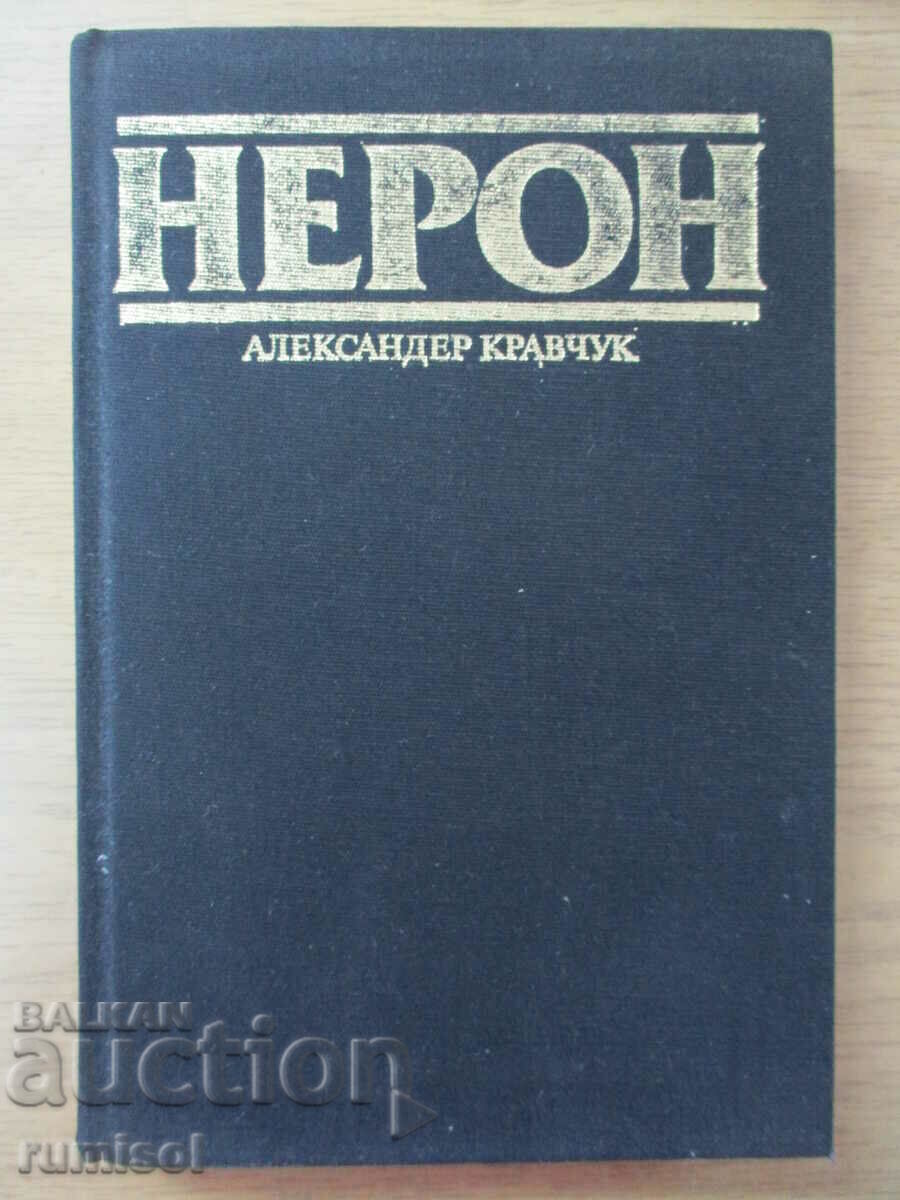 НЕРОН
АЛЕКСАНДЕР КРАВЧУК
BALKAN
auction
rumisol